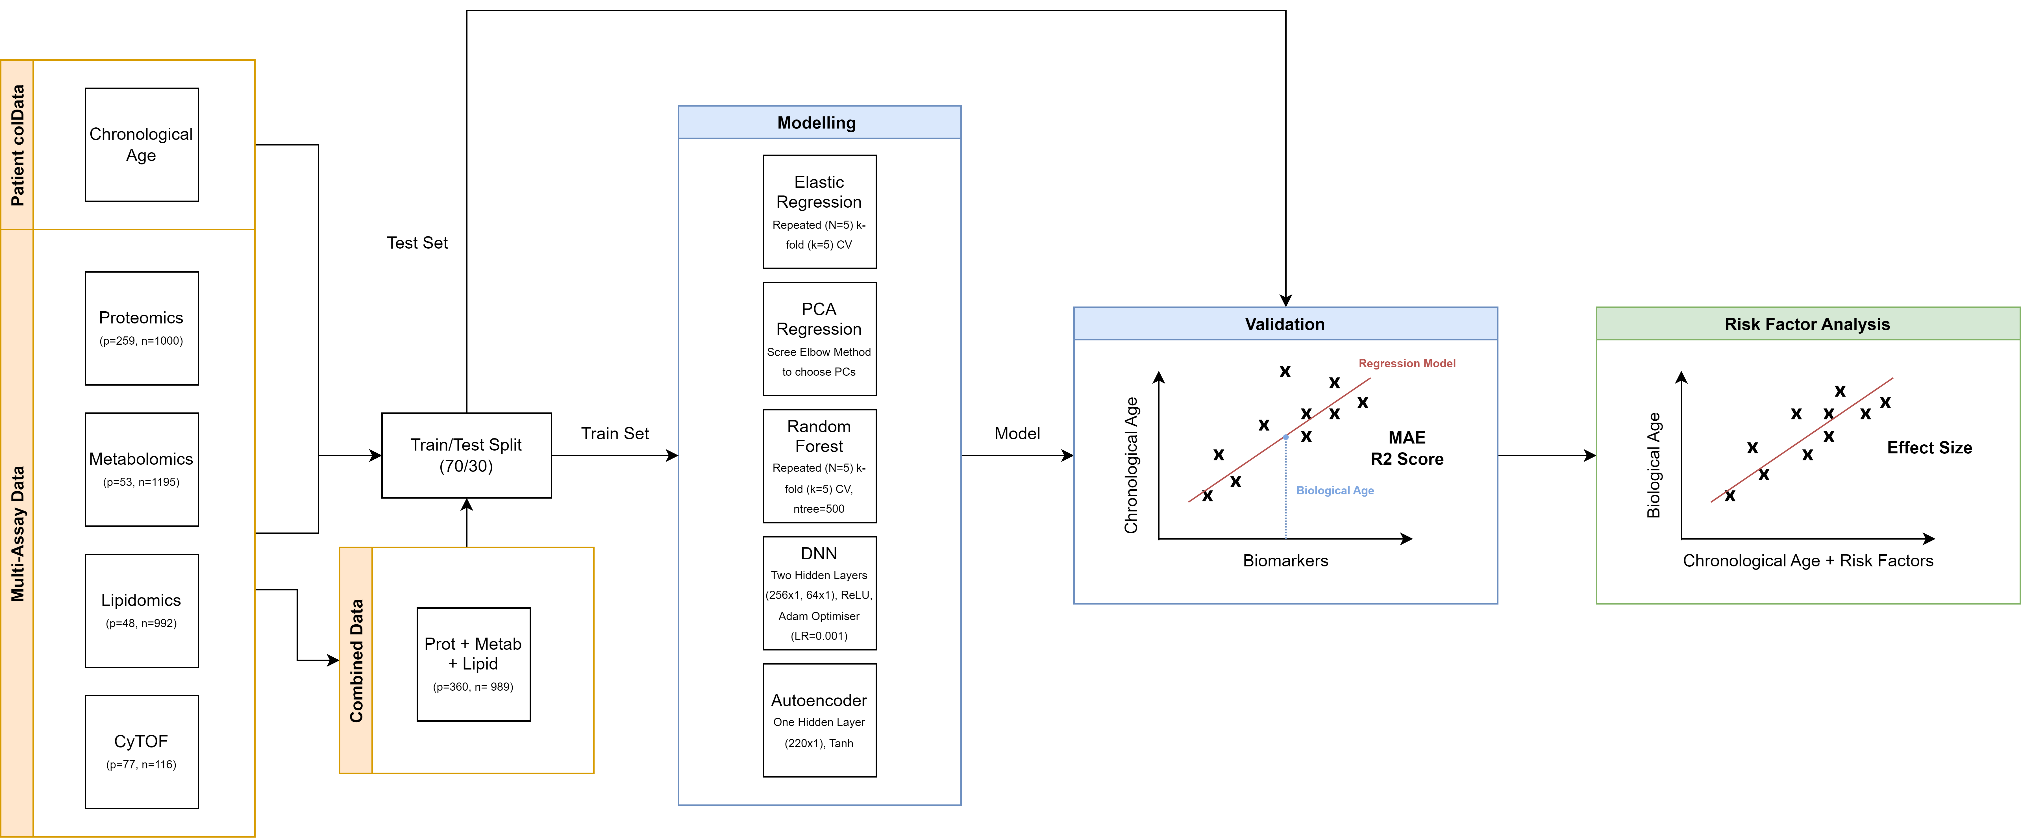 Patient colData
Chronological
Age
Multi-Assay Data
Proteomics
(p=259, n=1000)
Metabolomics
(p=53, n=1195)
Lipidomics
(p=48, n=992)
CyTOF
(p=77, n=116)
Combined Data
Prot + Metab
+ Lipid
(p=360, n= 989)
Test Set
Train/Test Split
(70/30)
Train Set
Modelling
Elastic
Regression
Repeated (N=5) k-
fold (k=5) CV
PCA
Regression
Scree Elbow Method
to choose PCs
Random
Forest
Repeated (N=5) k-
fold (k=5) CV,
ntree=500
DNN
Two Hidden Layers
(256x1, 64x1), ReLU,
Adam Optimiser
(LR=0.001)
Autoencoder
One Hidden Layer
(220x1), Tanh
Model
Validation
Regression Model
Chronological Age
MAE
R2 Score
Biological Age
Biomarkers
Risk Factor Analysis
Biological Age
Effect Size
Chronological Age + Risk Factors